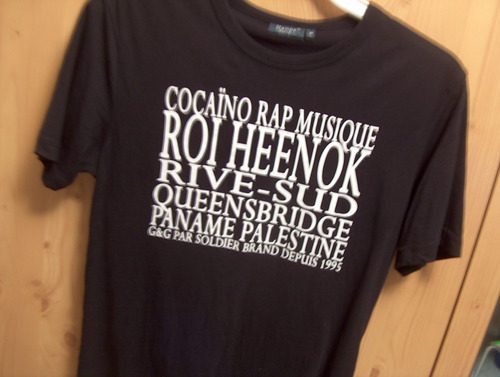 COCAÏNO RAP MUSIQUE
ROI HEENOK
RIVE-SUD
QUEENSBRIDGE
PANAME PALESTINE
G&G PAR SOLDIER BRAND DEPUIS 1995